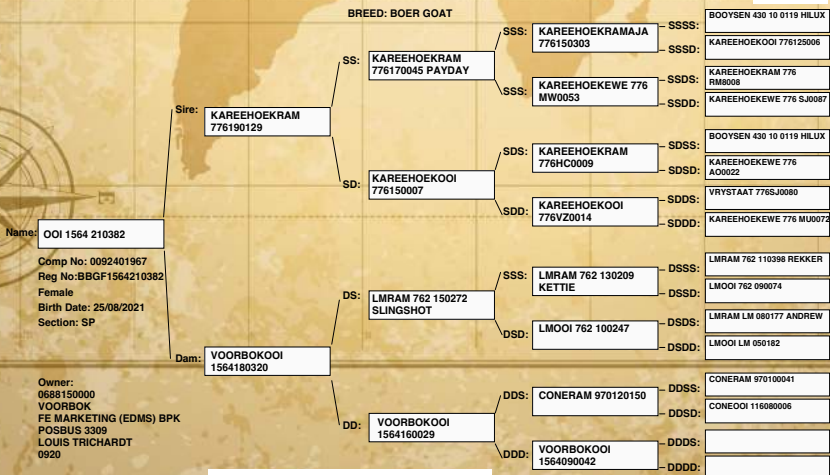 BREED: BOER GOAT
Name:
OOI 1564 210382
Comp No: 0092401967
Reg No:BBGF1564210382
Female
Birth Date: 25/08/2021
Section: SP
Owner:
0688150000
VOORBOK
FE MARKETING (EDMS) BPK
POSBUS 3309
LOUIS TRICHARDT
0920
Sire:
KAREEHOEKRAM
776190129
Dam:
VOORBOKOOI
1564180320
SS:
KAREEHOEKRAM
776170045 PAYDAY
SD:
KAREEHOEKOOI
776150007
DS:
LMRAM 762 150272
SLINGSHOT
DD:
VOORBOKOOI
1564160029
SSS:
KAREEHOEKRAMAJA
776150303
SSS:
KAREEHOEKEWE 776
MW0053
SDS:
KAREEHOEKRAM
776HC0009
SDD:
KAREEHOEKOOI
776VZ0014
SSS:
LMRAM 762 130209
KETTIE
DSD:
LMOOI 762 100247
DDS:
CONERAM 970120150
DDD:
VOORBOKOOI
1564090042
SSSS:
BOOYSEN 430 10 0119 HILUX
SSSD:
KAREEHOEKOOI 776125006
SSDS:
KAREEHOEKRAM 776
RM8008
SSDD:
KAREEHOEKEWE 776 SJ0087
SDSS:
BOOYSEN 430 10 0119 HILUX
SDSD:
KAREEHOEKEWE 776
AO0022
SDDS:
VRYSTAAT 776SJ0080
SDDD:
KAREEHOEKEWE 776 MU0072
DSSS:
LMRAM 762 110398 REKKER
DSSD:
LMOOI 762 090074
DSDS:
LMRAM LM 080177 ANDREW
DSDD:
LMOOI LM 050182
DDSS:
CONERAM 970100041
DDSD:
CONEOOI 116080006
DDDS:
DDDD: